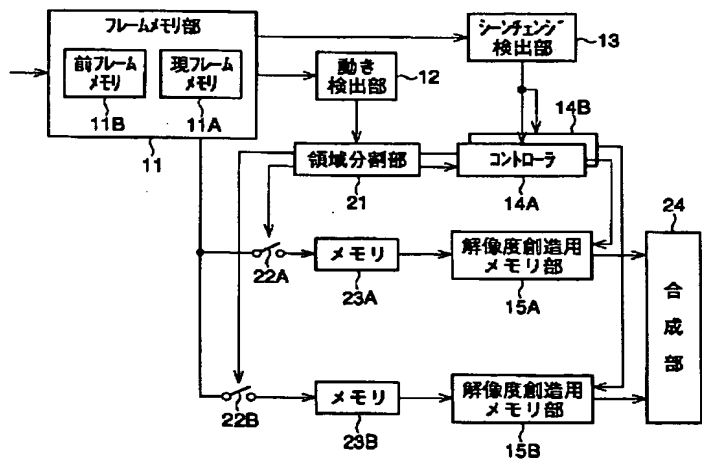 フレームメモリ部
前フレーム
メモリ
現フレーム
メモリ
11B
11A
11
動き
検出部
12
シーンチェンジ
検出部
13
14B
領域分割部
21
コントローラ
14A
22A
メモリ
23A
解像度創造用
メモリ部
15A
24
合成部
22B
メモリ
23B
解像度創造用
メモリ部
15B